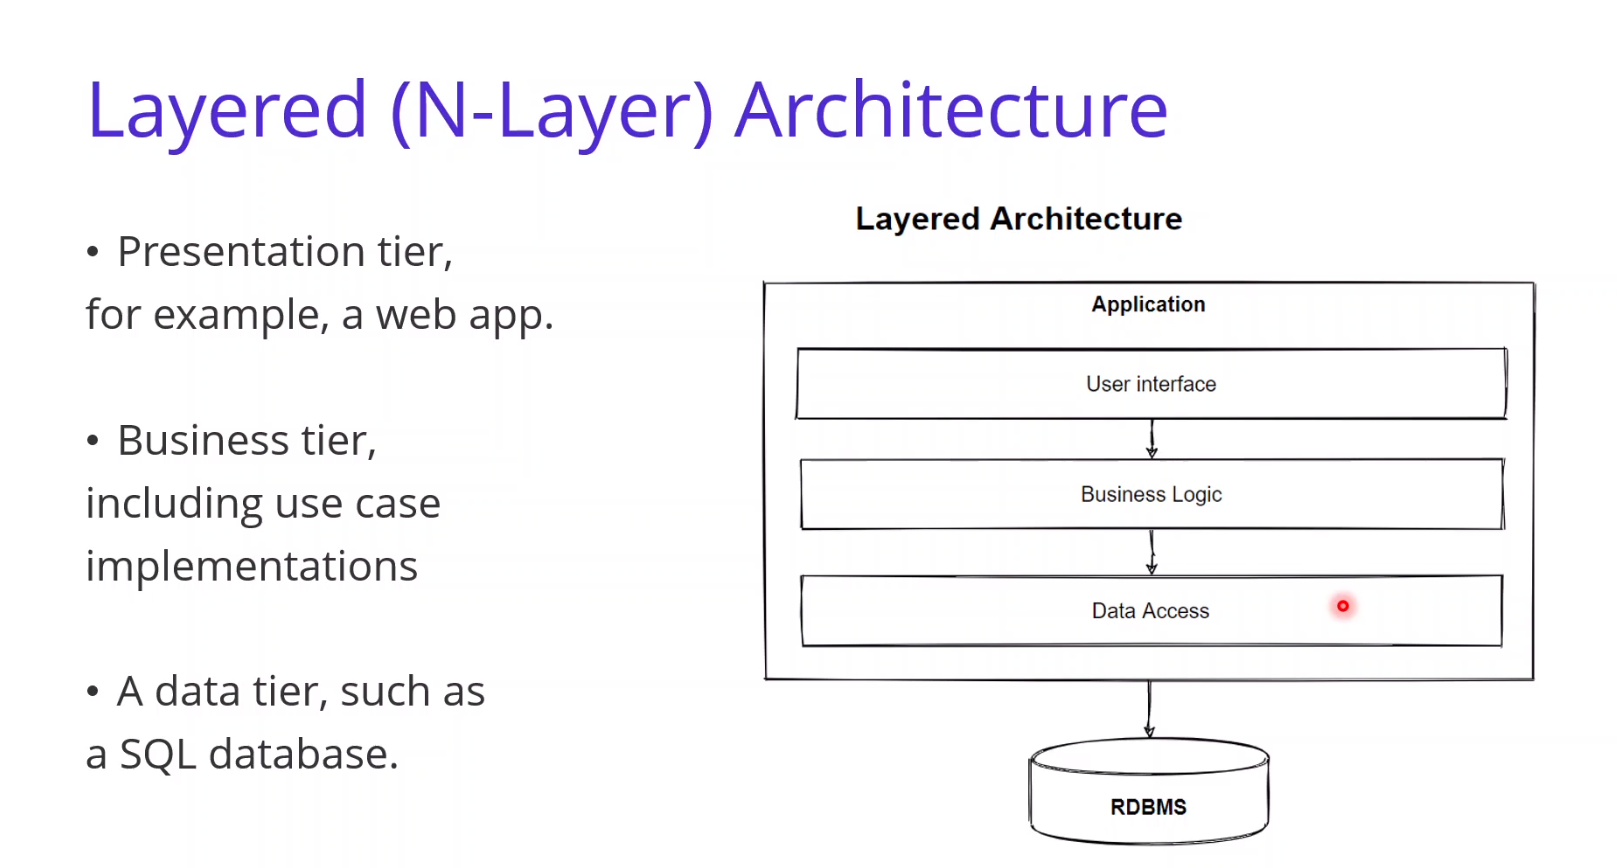 Layered (N-Layer) Architecture
• Presentation tier,
for example, a web app.
• Business tier,
including use case
implementations
• A data tier, such as
a SQL database.
Layered Architecture
Application
User interface
Business Logic
Data Access
RDBMS